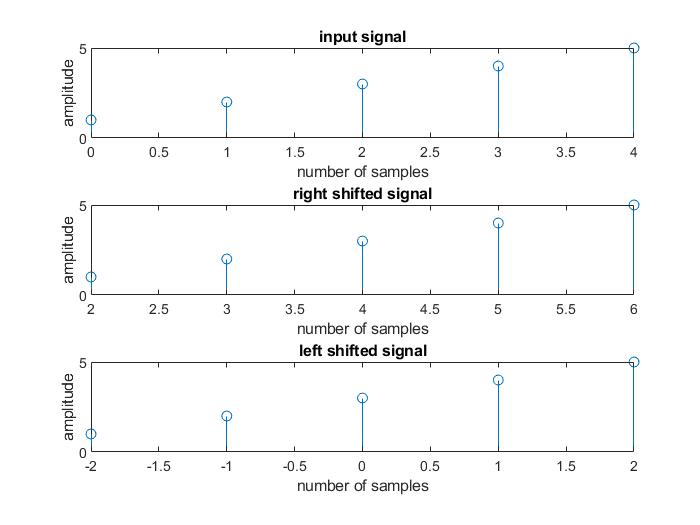 input signal
5
amplitude
0
0 0.5 1 1.5 2 2.5 3 3.5 4
number of samples
right shifted signal
5
amplitude
0
2 2.5 3 3.5 4 4.5 5 5.5 6
number of samples
left shifted signal
5
amplitude
0
-2 -1.5 -1 -0.5 0 0.5 1 1.5 2
number of samples